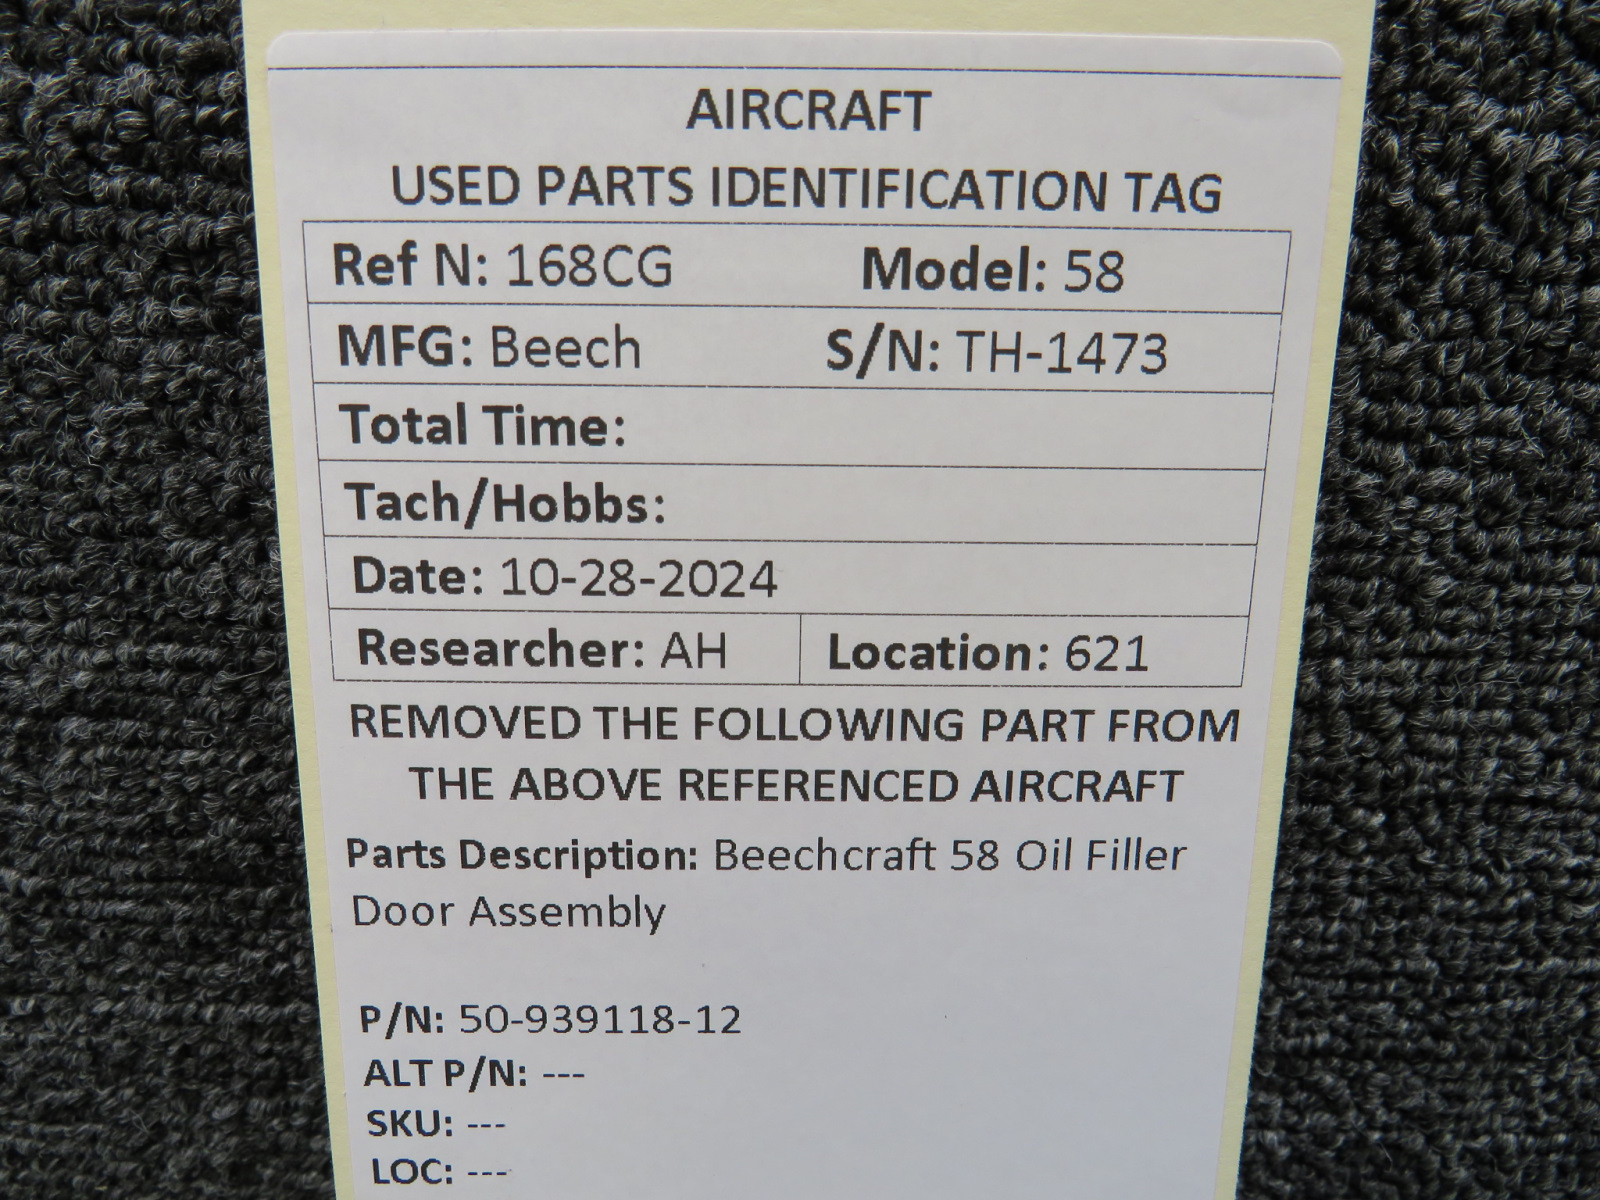 AIRCRAFT
USED PARTS IDENTIFICATION TAG
Ref N: 168CG Model: 58
MFG: Beech S/N: TH-1473
Total Time:
Tach/Hobbs:
Date: 10-28-2024
Researcher: AH Location: 621
REMOVED THE FOLLOWING PART FROM
THE ABOVE REFERENCED AIRCRAFT
Parts Description: Beechcraft 58 Oil Filler
Door Assembly
P/N: 50-939118-12
ALT P/N: ---
SKU: ---
LOC: ---